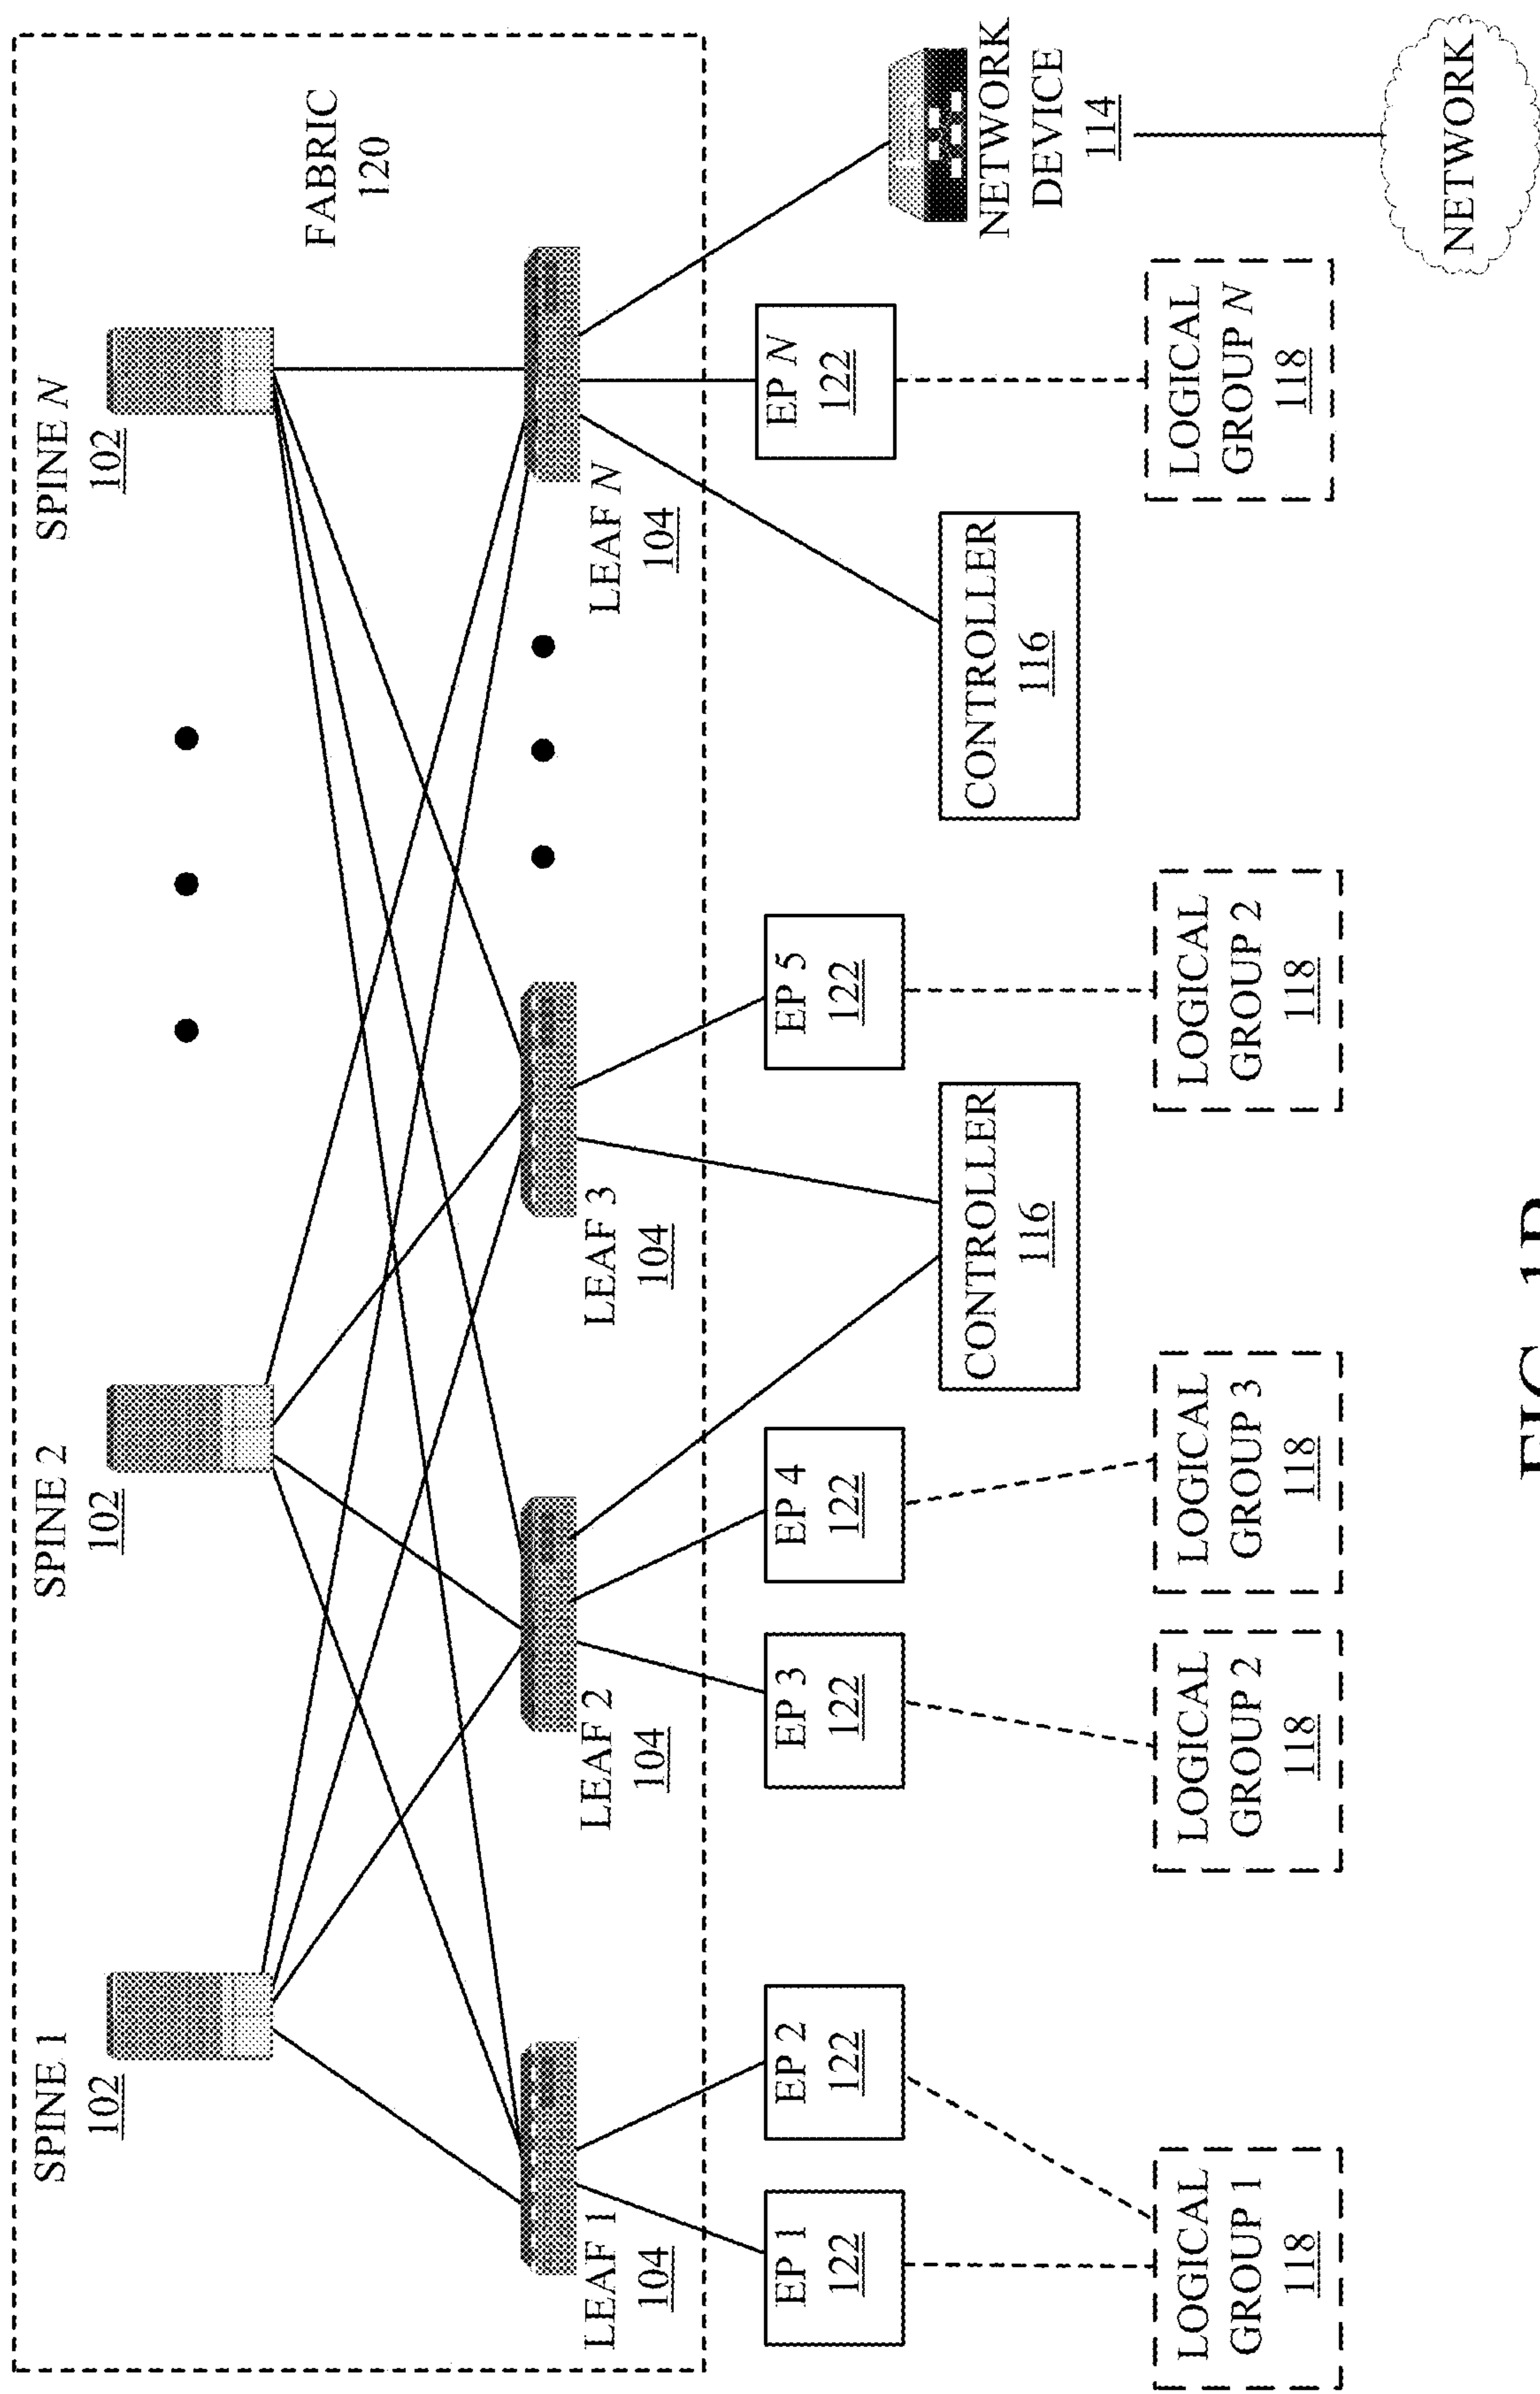 SPINE 1
102
SPINE 2
102
SPINE N
102
FABRIC
120
LEAF 1
104
LEAF 2
104
LEAF 3
104
LEAF N
104
EP 1
122
EP 2
122
EP 3
122
EP 4
122
EP 5
122
EP N
122
CONTROLLER
116
CONTROLLER
116
NETWORK
DEVICE
114
LOGICAL
GROUP 1
118
LOGICAL
GROUP 2
118
LOGICAL
GROUP 3
118
LOGICAL
GROUP 2
118
LOGICAL
GROUP N
118
NETWORK